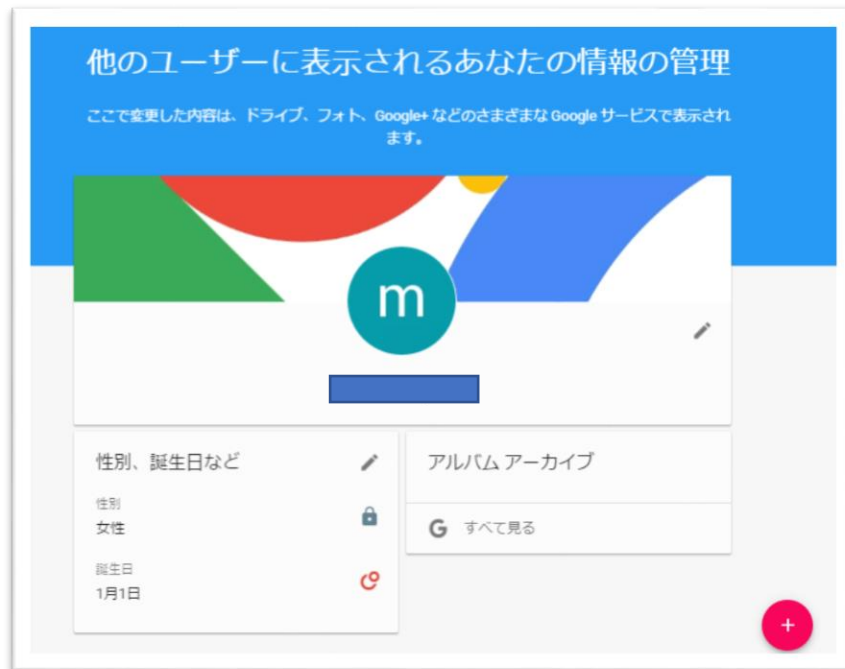 他のユーザーに表示されるあなたの情報の管理
ここで変更した内容は、ドライブ、フォト、Google+ などのさまざまな Google サービスで表示され
ます。
m
性別、誕生日など
性別
女性
誕生日
1月1日
アルバム アーカイブ
G すべて見る